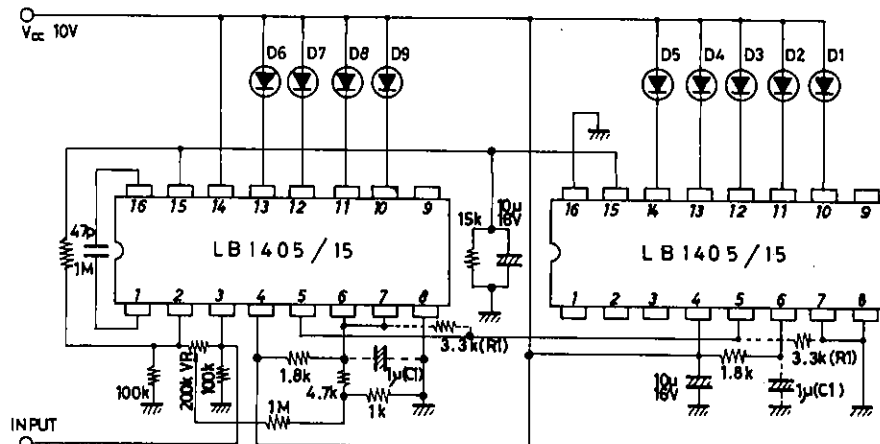 Vcc 10V
D6 D7 D8 D9
D5 D4 D3 D2 D1
16 15 14 13 12 11 10 9
16 15 14 13 12 11 10 9
47p
1M
LB1405/15
15k
10μ
16V
LB1405/15
1 2 3 4 5 6 7 8
1 2 3 4 5 6 7 8
3.3k(R1)
3.3k(R1)
1.8k
1μ(C1)
4.7k
1k
100k
200k VR
100k
1M
10μ
16V
1.8k
1μ(C1)
INPUT